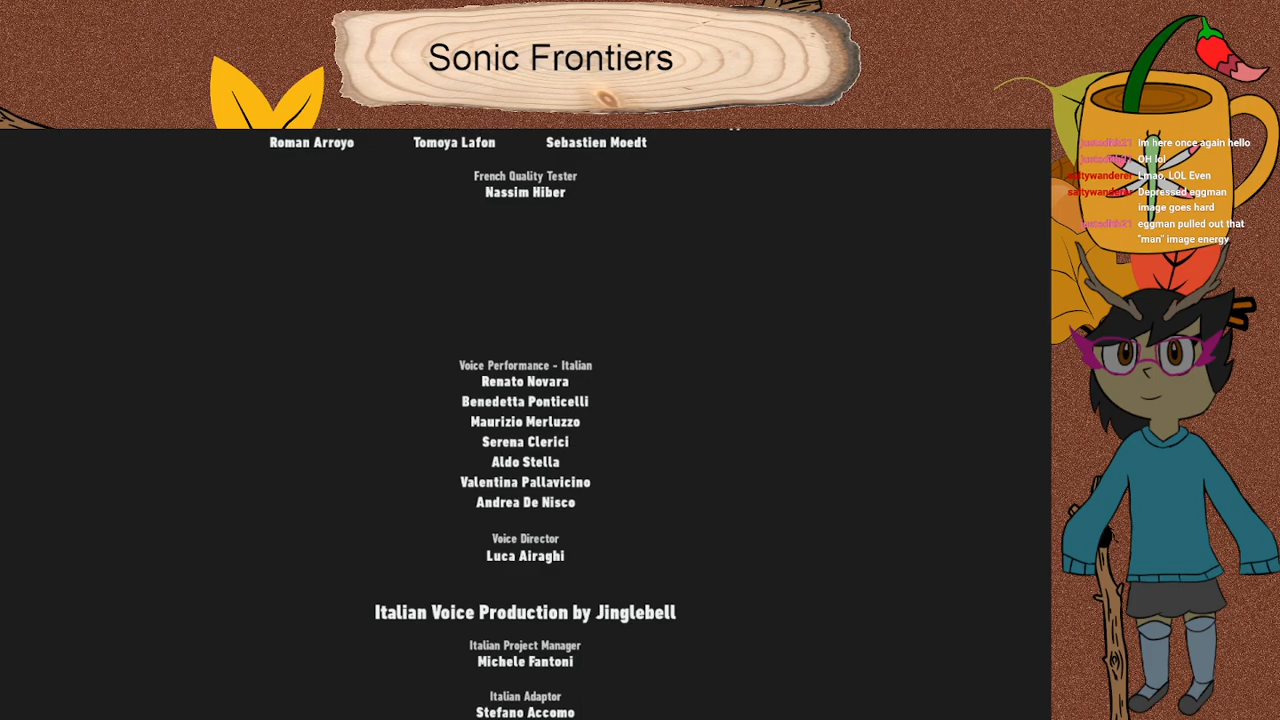 Sonic Frontiers
Roman Arroyo Tomoya Lafon Sebastien Moedt
French Quality Tester
Nassim Hiber
Voice Performance - Italian
Renato Novara
Benedetta Ponticelli
Maurizio Merluzzo
Serena Clerici
Aldo Stella
Valentina Pallavicino
Andrea De Nisco
Voice Director
Luca Airaghi
Italian Voice Production by Jinglebell
Italian Project Manager
Michele Fantoni
Italian Adaptor
Stefano Accomo
im here once again hello
OH lol
saltywanderer Lmao, LOL Even
saltywanderer Depressed eggman
image goes hard
eggman pulled out that
"man" image energy